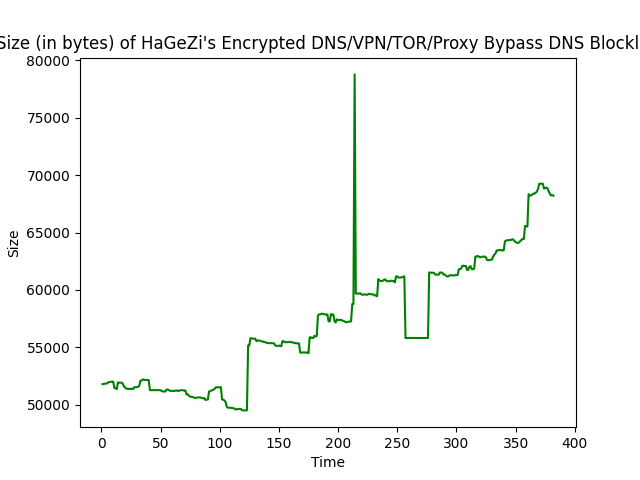 Size (in bytes) of HaGeZi's Encrypted DNS/VPN/TOR/Proxy Bypass DNS Blockl
80000
75000
70000
65000
60000
55000
50000
Size
0 50 100 150 200 250 300 350 400
Time